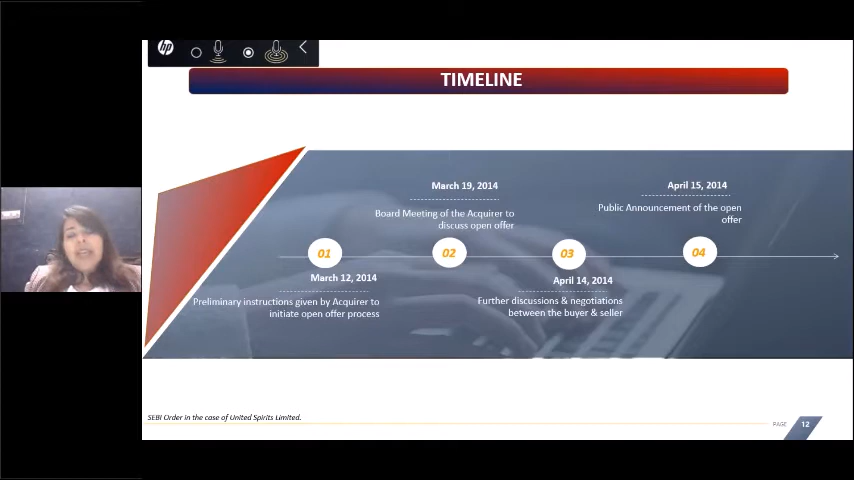 hp
TIMELINE
March 19, 2014
Board Meeting of the Acquirer to
discuss open offer
April 15, 2014
Public Announcement of the open
offer
01
02
03
04
March 12, 2014
Preliminary instructions given by Acquirer to
initiate open offer process
April 14, 2014
Further discussions & negotiations
between the buyer & seller
SEBI Order in the case of United Spirits Limited.
PAGE 12